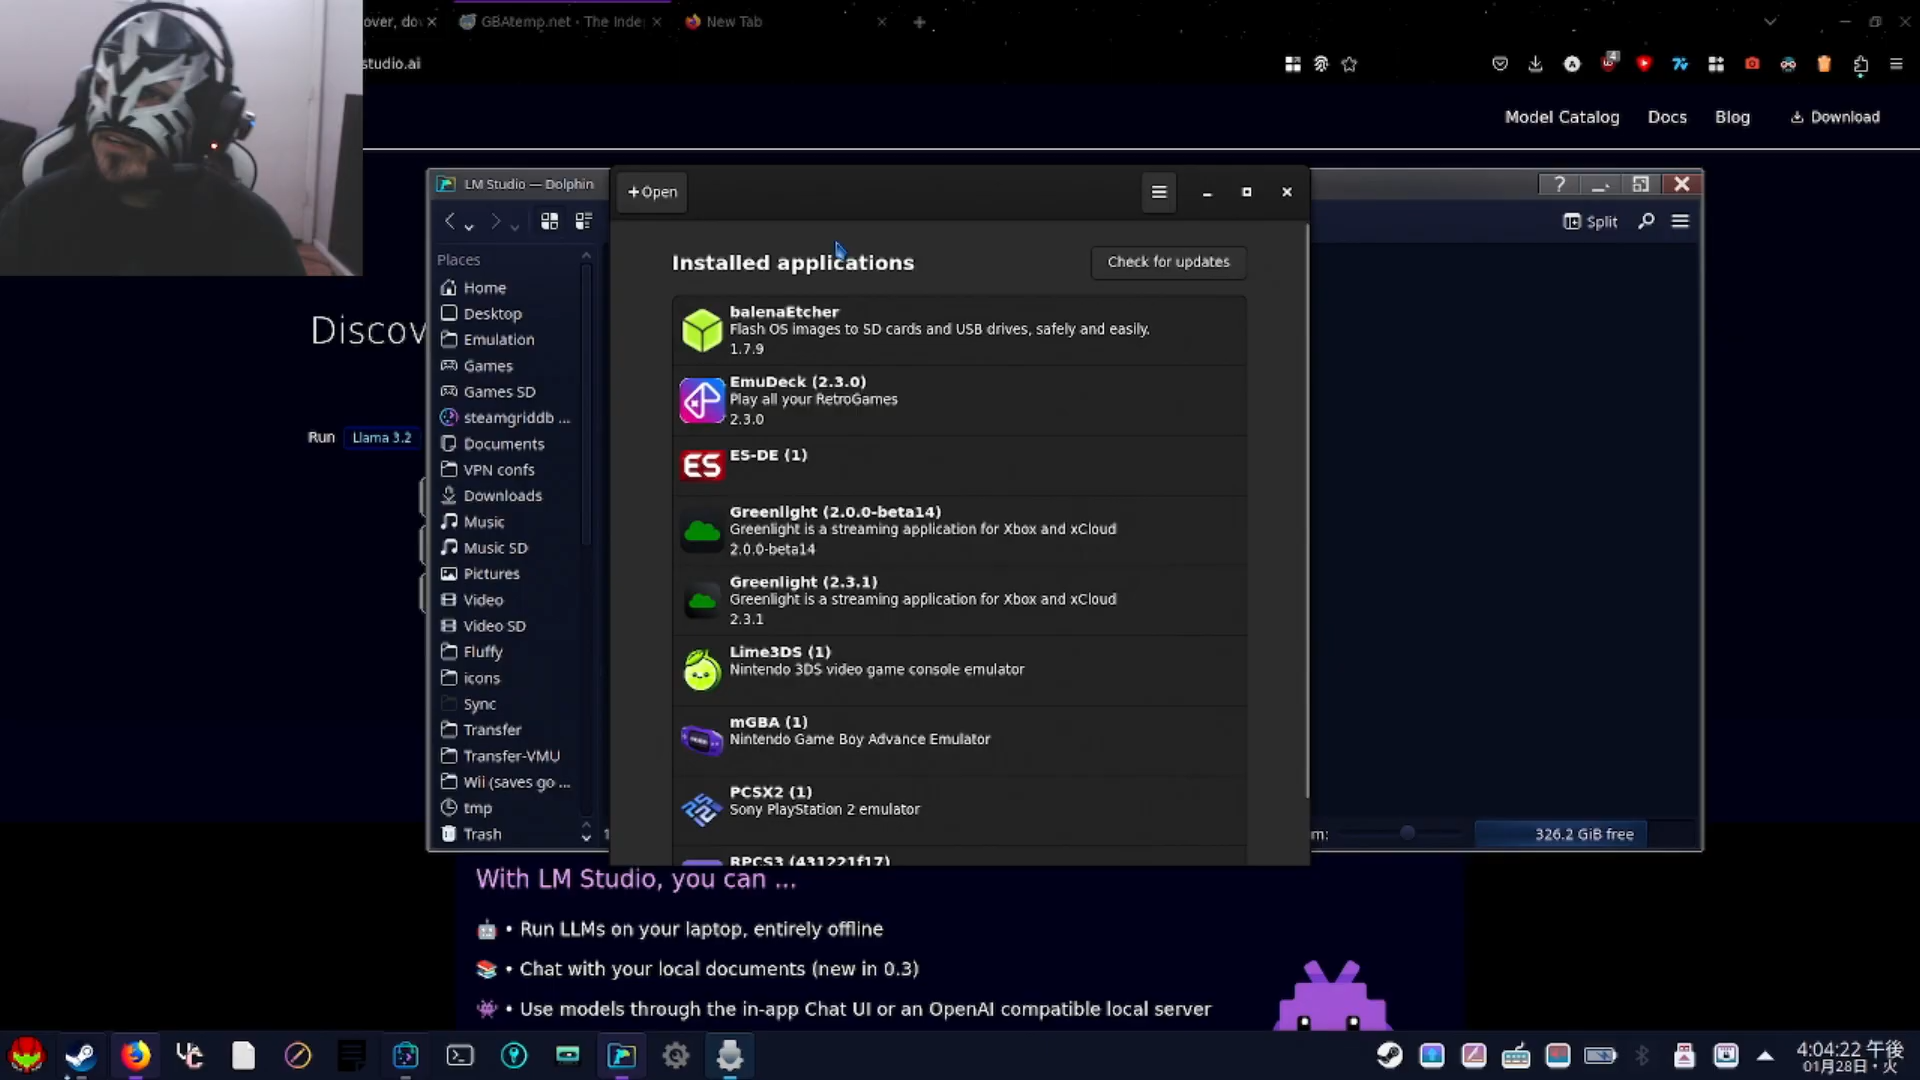 over, do
GBAtemp.net - The Inde
New Tab
studio.ai
4
Model Catalog
Docs
Blog
Download
LM Studio — Dolphin
+Open
Split
Places
Home
Desktop
Emulation
Games
Games SD
steamgriddb ...
Documents
VPN confs
Downloads
Music
Music SD
Pictures
Video
Video SD
Fluffy
icons
Sync
Transfer
Transfer-VMU
Wii (saves go ...
tmp
Trash
Installed applications
Check for updates
balenaEtcher
Flash OS images to SD cards and USB drives, safely and easily.
1.7.9
EmuDeck (2.3.0)
Play all your RetroGames
2.3.0
ES
ES-DE (1)
Greenlight (2.0.0-beta14)
Greenlight is a streaming application for Xbox and xCloud
2.0.0-beta14
Greenlight (2.3.1)
Greenlight is a streaming application for Xbox and xCloud
2.3.1
Lime3DS (1)
Nintendo 3DS video game console emulator
mGBA (1)
Nintendo Game Boy Advance Emulator
PCSX2 (1)
Sony PlayStation 2 emulator
RPCS3 (431221f17)
m:
326.2 GiB free
Discov
Run Llama 3.2
With LM Studio, you can ...
• Run LLMs on your laptop, entirely offline
• Chat with your local documents (new in 0.3)
• Use models through the in-app Chat UI or an OpenAI compatible local server
4:04:22 午後
01月28日・火